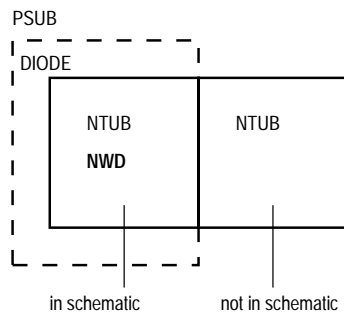 PSUB
DIODE
NTUB NTUB
NWD
in schematic not in schematic